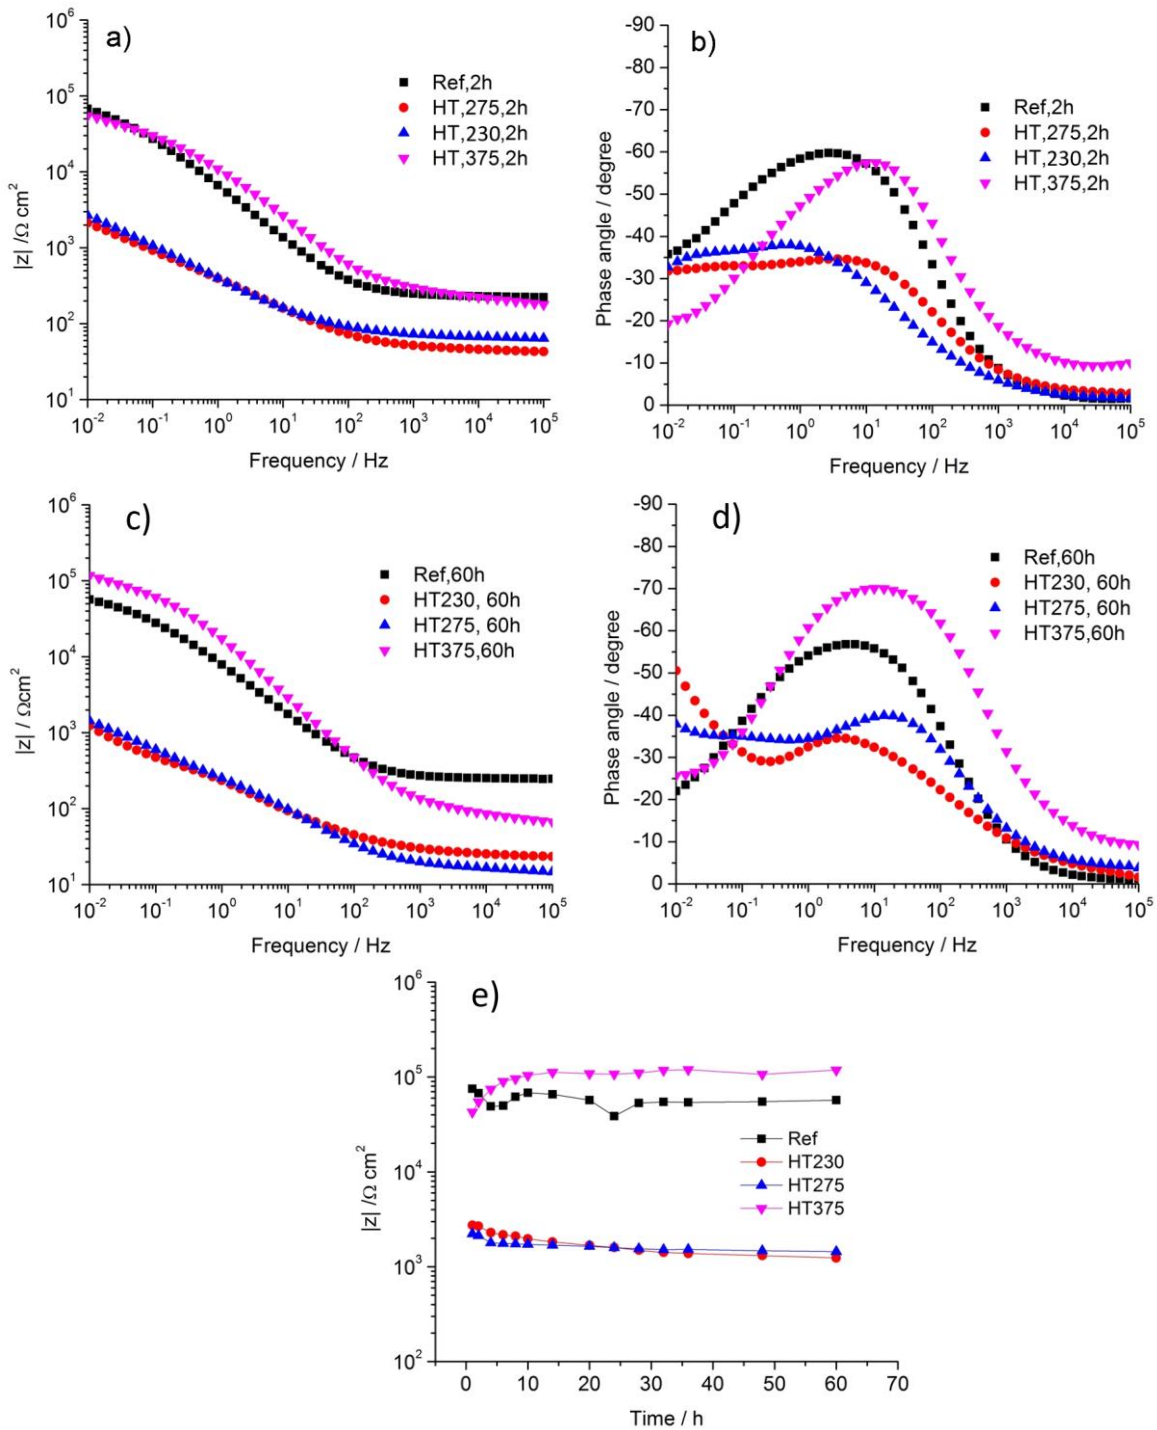 a)
10^6
10^5
10^4
10^3
10^2
10^1
|z| /Ω cm^2
Ref,2h
HT,275,2h
HT,230,2h
HT,375,2h
10^-2 10^-1 10^0 10^1 10^2 10^3 10^4 10^5
Frequency / Hz
b)
-90
-80
-70
-60
-50
-40
-30
-20
-10
0
Phase angle / degree
Ref,2h
HT,275,2h
HT,230,2h
HT,375,2h
10^-2 10^-1 10^0 10^1 10^2 10^3 10^4 10^5
Frequency / Hz
c)
10^6
10^5
10^4
10^3
10^2
10^1
|z| / Ωcm^2
Ref,60h
HT230, 60h
HT275, 60h
HT375,60h
10^-2 10^-1 10^0 10^1 10^2 10^3 10^4 10^5
Frequency / Hz
d)
-90
-80
-70
-60
-50
-40
-30
-20
-10
0
Phase angle / degree
Ref,60h
HT230, 60h
HT275, 60h
HT375,60h
10^-2 10^-1 10^0 10^1 10^2 10^3 10^4 10^5
Frequency / Hz
e)
10^6
10^5
10^4
10^3
10^2
|z| /Ω cm^2
Ref
HT230
HT275
HT375
0 10 20 30 40 50 60 70
Time / h